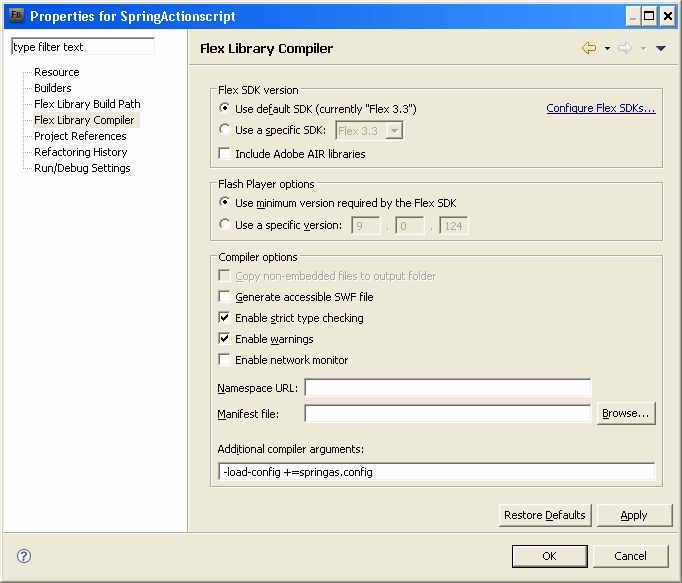 FB Properties for SpringActionscript
type filter text
Resource
Builders
Flex Library Build Path
Flex Library Compiler
Project References
Refactoring History
Run/Debug Settings
Flex Library Compiler
Flex SDK version
Use default SDK (currently "Flex 3.3")
Configure Flex SDKs...
Use a specific SDK: Flex 3.3
Include Adobe AIR libraries
Flash Player options
Use minimum version required by the Flex SDK
Use a specific version: 9 . 0 . 124
Compiler options
Copy non-embedded files to output folder
Generate accessible SWF file
Enable strict type checking
Enable warnings
Enable network monitor
Namespace URL:
Manifest file:
Browse...
Additional compiler arguments:
-load-config +=springas.config
Restore Defaults Apply
? OK Cancel